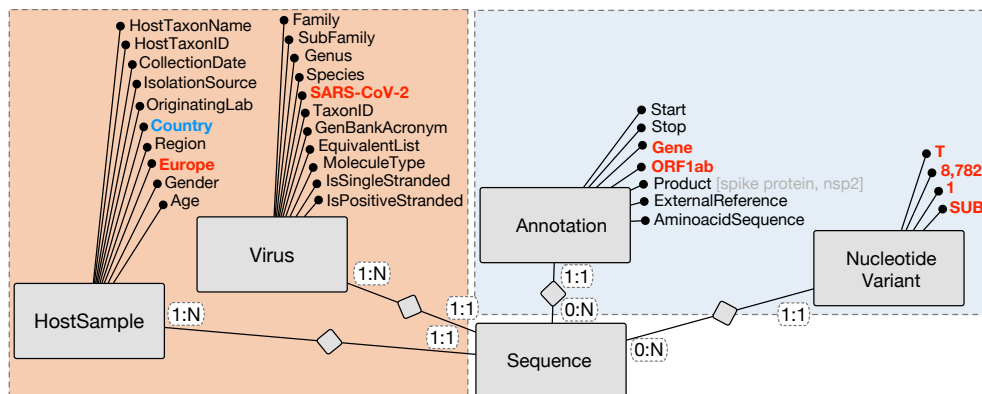 HostTaxonName
HostTaxonID
CollectionDate
IsolationSource
OriginatingLab
Country
Region
Europe
Gender
Age
HostSample
Family
SubFamily
Genus
Species
SARS-CoV-2
TaxonID
GenBankAcronym
EquivalentList
MoleculeType
IsSingleStranded
IsPositiveStranded
Virus
1:N
1:N
1:1
1:1
Start
Stop
Gene
ORF1ab
Product [spike protein, nsp2]
ExternalReference
AminoacidSequence
Annotation
1:1
0:N
Sequence
0:N
T
8,782
1
SUB
Nucleotide
Variant
1:1